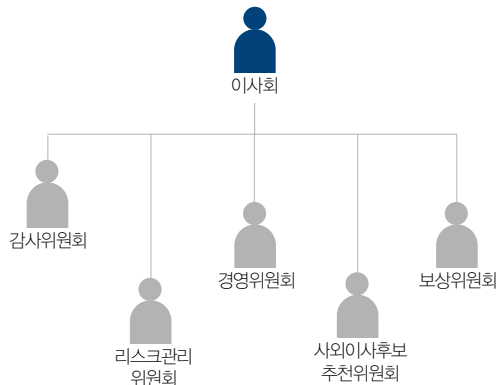 이사회
감사위원회
리스크관리
위원회
경영위원회
사외이사후보
추천위원회
보상위원회